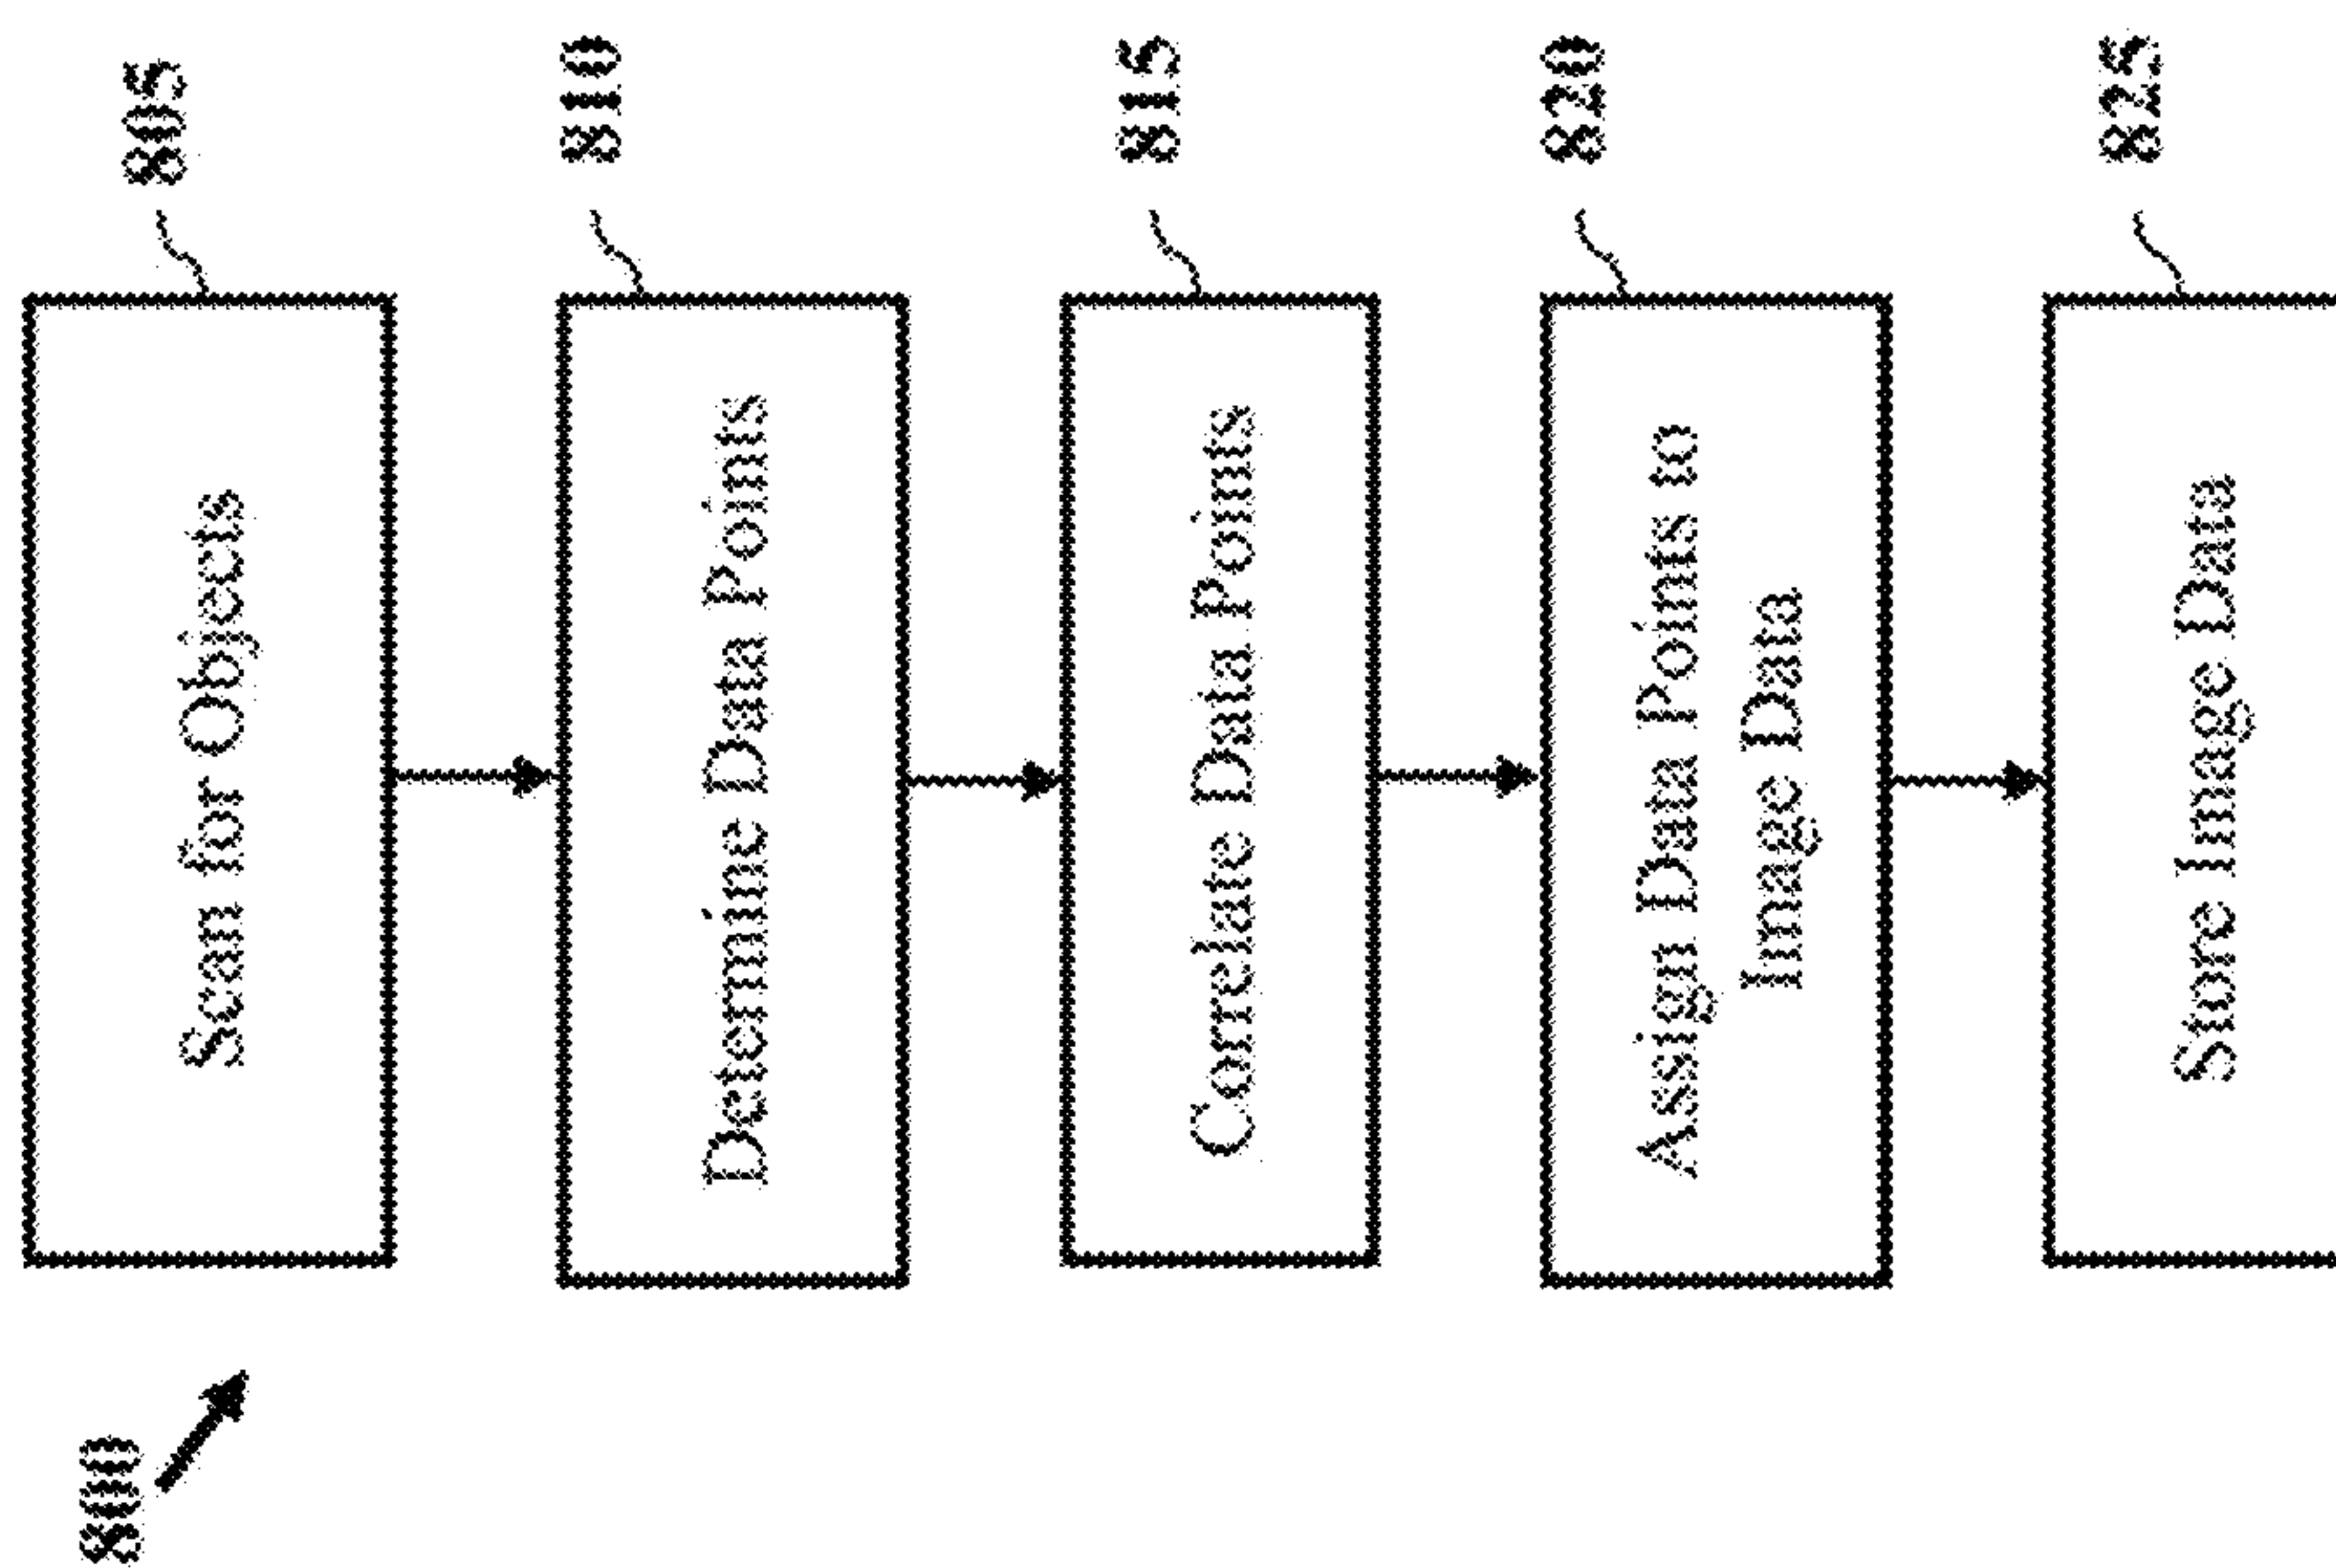 800
805
Scan for Objects
810
Datermine Data Points
815
Correlate Data Points
820
Assign Data Points to
Image Data
825
Store Image Data